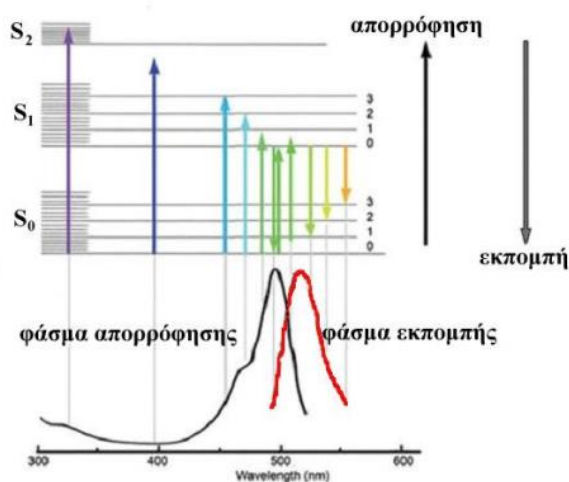 S₂
απορρόφηση
S₁
3
2
1
0
S₀
3
2
1
0
εκπομπή
φάσμα απορρόφησης
φάσμα εκπομπής
300 400 500 600
Wavelength (nm)